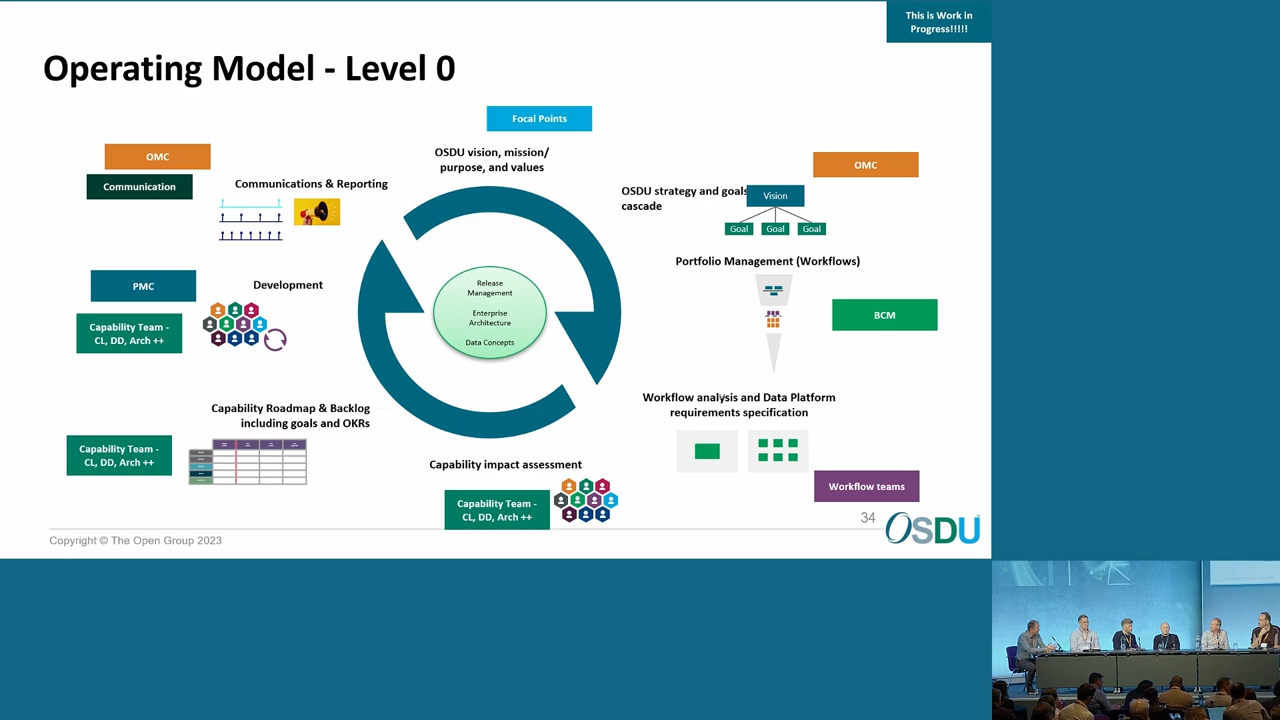 This is Work in
Progress!!!!!
Operating Model - Level 0
Focal Points
OSDU vision, mission/
purpose, and values
OMC
Communication
Communications & Reporting
OMC
OSDU strategy and goals
cascade
Vision
Goal
Goal
Goal
Portfolio Management (Workflows)
BCM
PMC
Development
Capability Team -
CL, DD, Arch ++
Release
Management
Enterprise
Architecture
Data Concepts
Workflow analysis and Data Platform
requirements specification
Workflow teams
Capability Roadmap & Backlog
including goals and OKRs
Capability Team -
CL, DD, Arch ++
Capability impact assessment
Capability Team -
CL, DD, Arch ++
34
OSDU
Copyright © The Open Group 2023